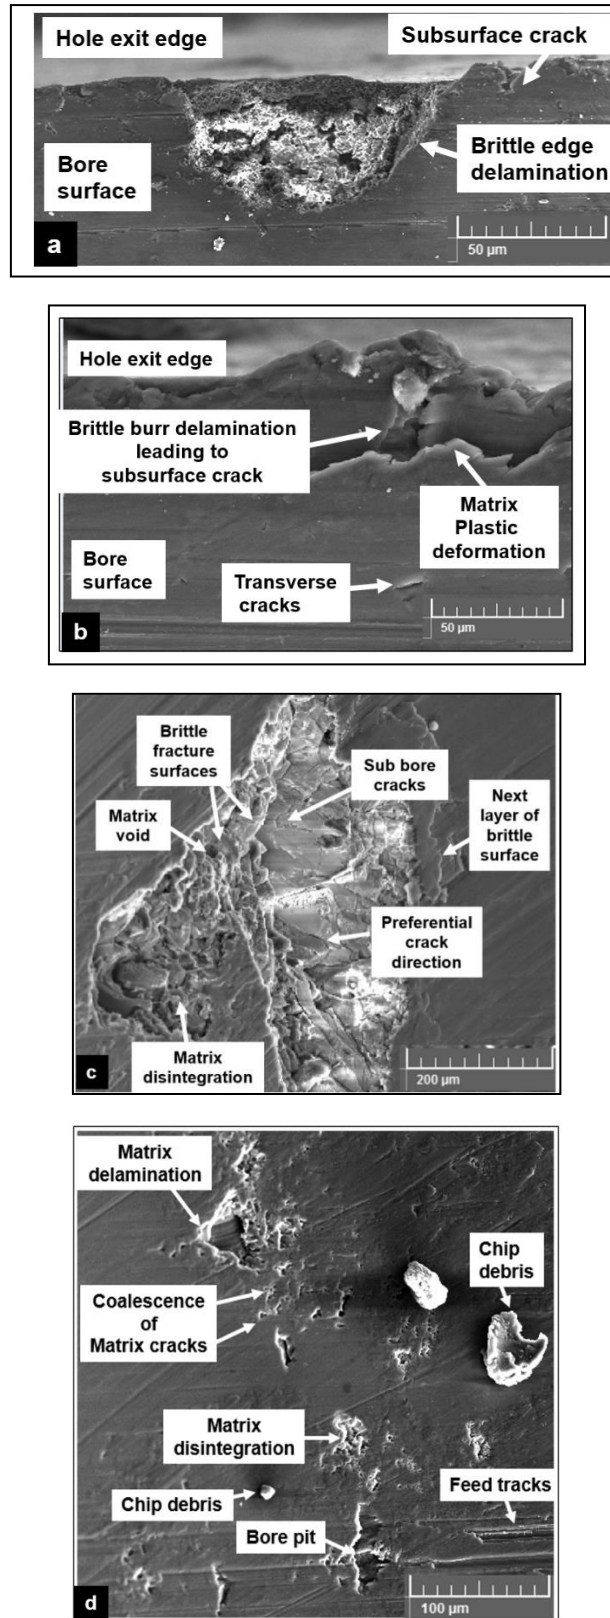 Hole exit edge
Subsurface crack
Bore
surface
Brittle edge
delamination
50 µm
a
Hole exit edge
Brittle burr delamination
leading to
subsurface crack
Matrix
Plastic
deformation
Bore
surface
Transverse
cracks
50 µm
b
Brittle
fracture
surfaces
Sub bore
cracks
Matrix
void
Next
layer of
brittle
surface
Preferential
crack
direction
Matrix
disintegration
200 µm
c
Matrix
delamination
Chip
debris
Coalescence
of
Matrix cracks
Matrix
disintegration
Chip debris
Feed tracks
Bore pit
100 µm
d